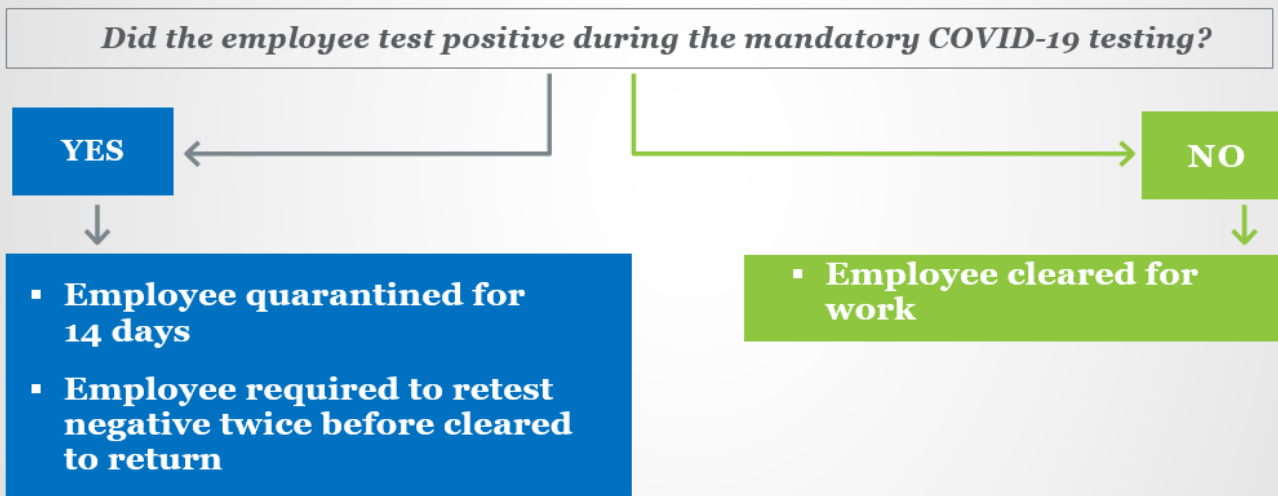 Did the employee test positive during the mandatory COVID-19 testing?
YES
NO
▪ Employee quarantined for
14 days
▪ Employee required to retest
negative twice before cleared
to return
▪ Employee cleared for
work